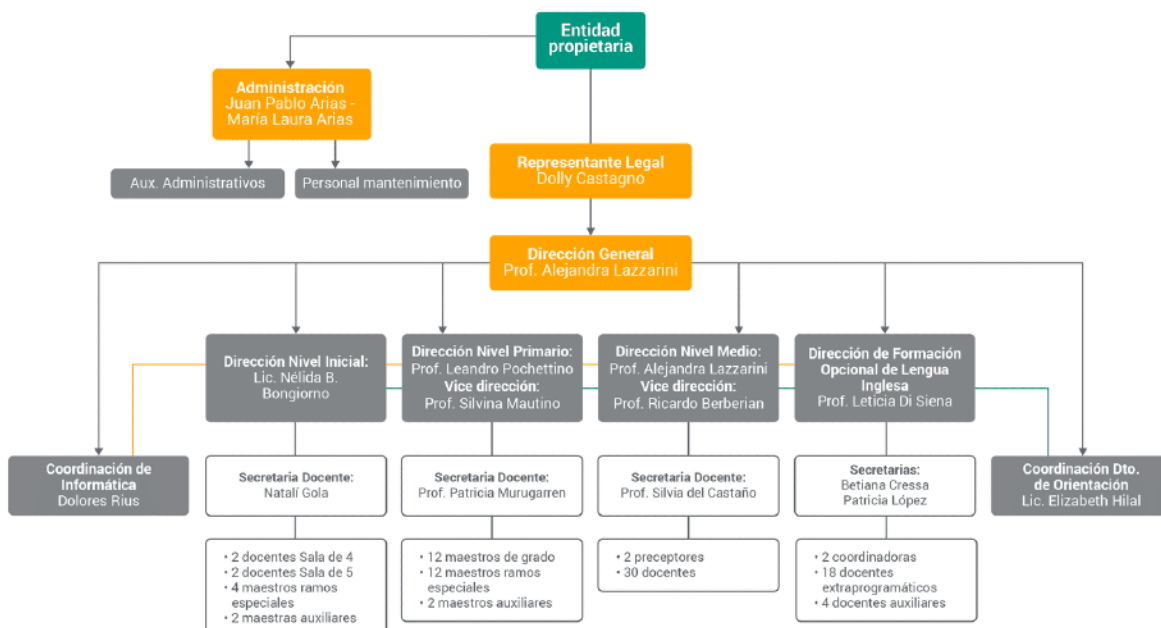 Entidad
propietaria
Administración
Juan Pablo Arias -
María Laura Arias
Aux. Administrativos
Personal mantenimiento
Representante Legal
Dolly Castagno
Dirección General
Prof. Alejandra Lazzarini
Dirección Nivel Inicial:
Lic. Nélida B.
Bongiorno
Dirección Nivel Primario:
Prof. Leandro Pochettino
Vice dirección:
Prof. Silvina Mautino
Dirección Nivel Medio:
Prof. Alejandra Lazzarini
Vice dirección:
Prof. Ricardo Berberian
Dirección de Formación
Opcional de Lengua
Inglesa
Prof. Leticia Di Siena
Coordinación de
Informática
Dolores Rius
Secretaria Docente:
Natalí Gola
Secretaria Docente:
Prof. Patricia Murugarren
Secretaria Docente:
Prof. Silvia del Castaño
Secretarias:
Betiana Cressa
Patricia López
Coordinación Dto.
de Orientación
Lic. Elizabeth Hilal
• 2 docentes Sala de 4
• 2 docentes Sala de 5
• 4 maestros ramos
especiales
• 2 maestras auxiliares
• 12 maestros de grado
• 12 maestros ramos
especiales
• 2 maestros auxiliares
• 2 preceptores
• 30 docentes
• 2 coordinadoras
• 18 docentes
extraprogramáticos
• 4 docentes auxiliares